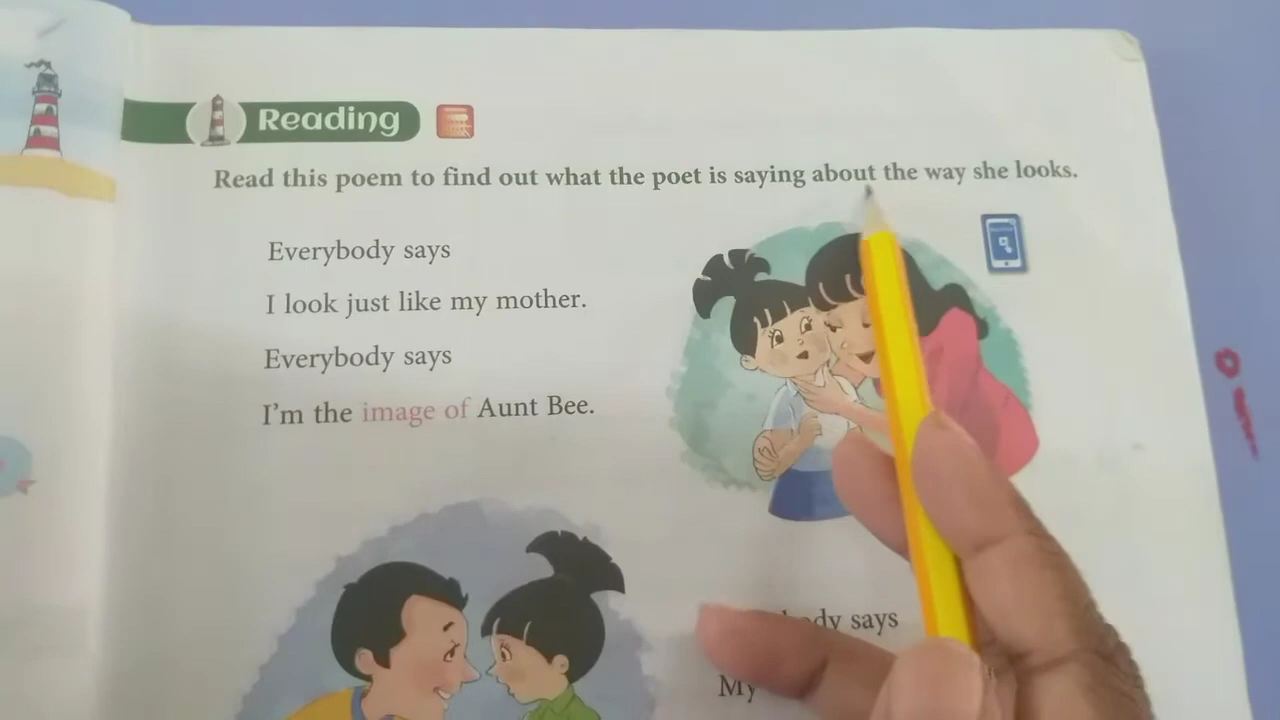 Reading
Read this poem to find out what the poet is saying about the way she looks.
Everybody says
I look just like my mother.
Everybody says
I'm the image of Aunt Bee.
says
My